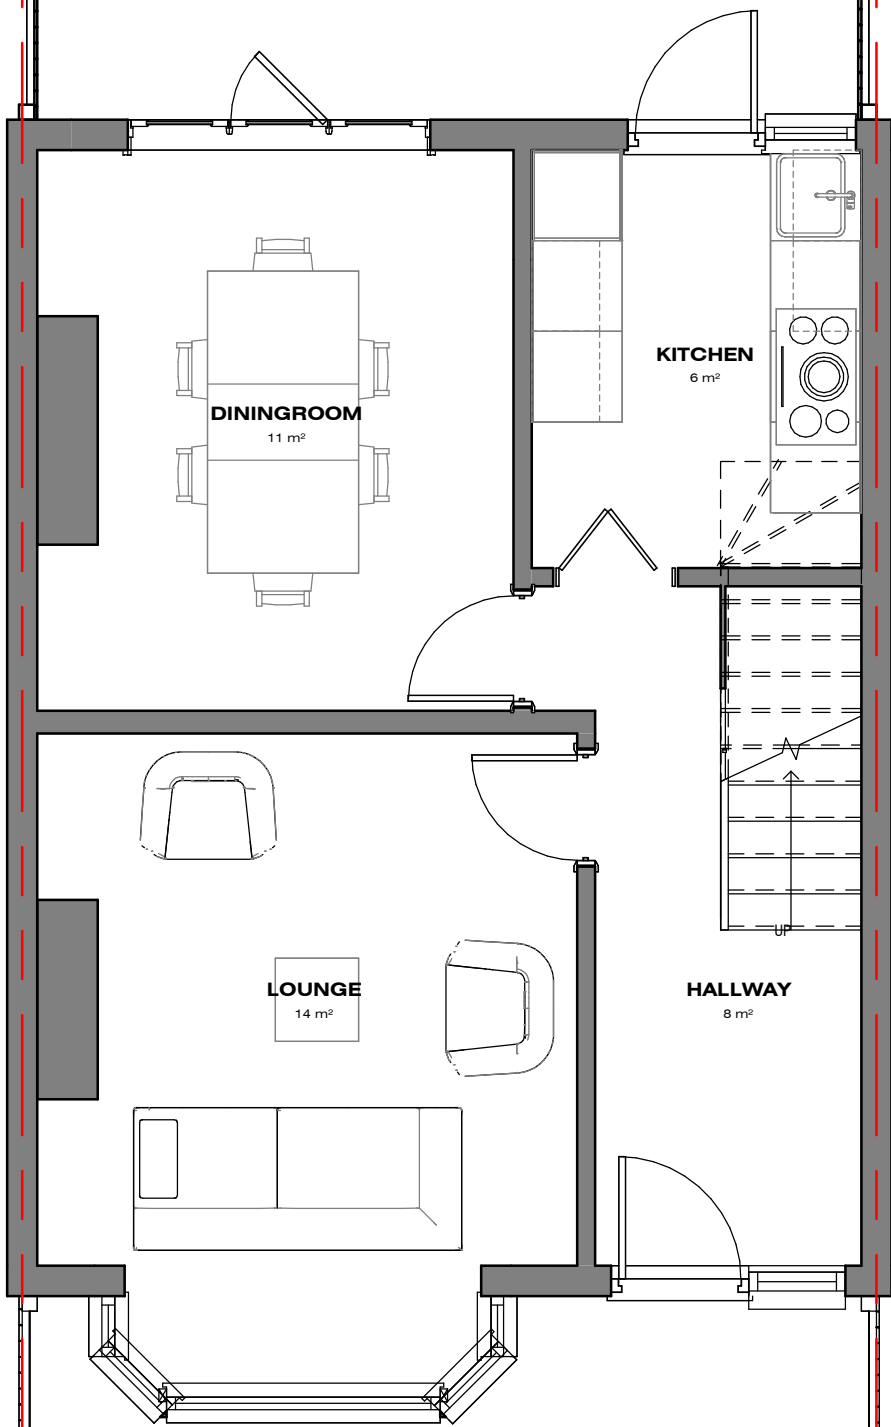 KITCHEN
6 m²
DININGROOM
11 m²
UP
LOUNGE
14 m²
HALLWAY
8 m²